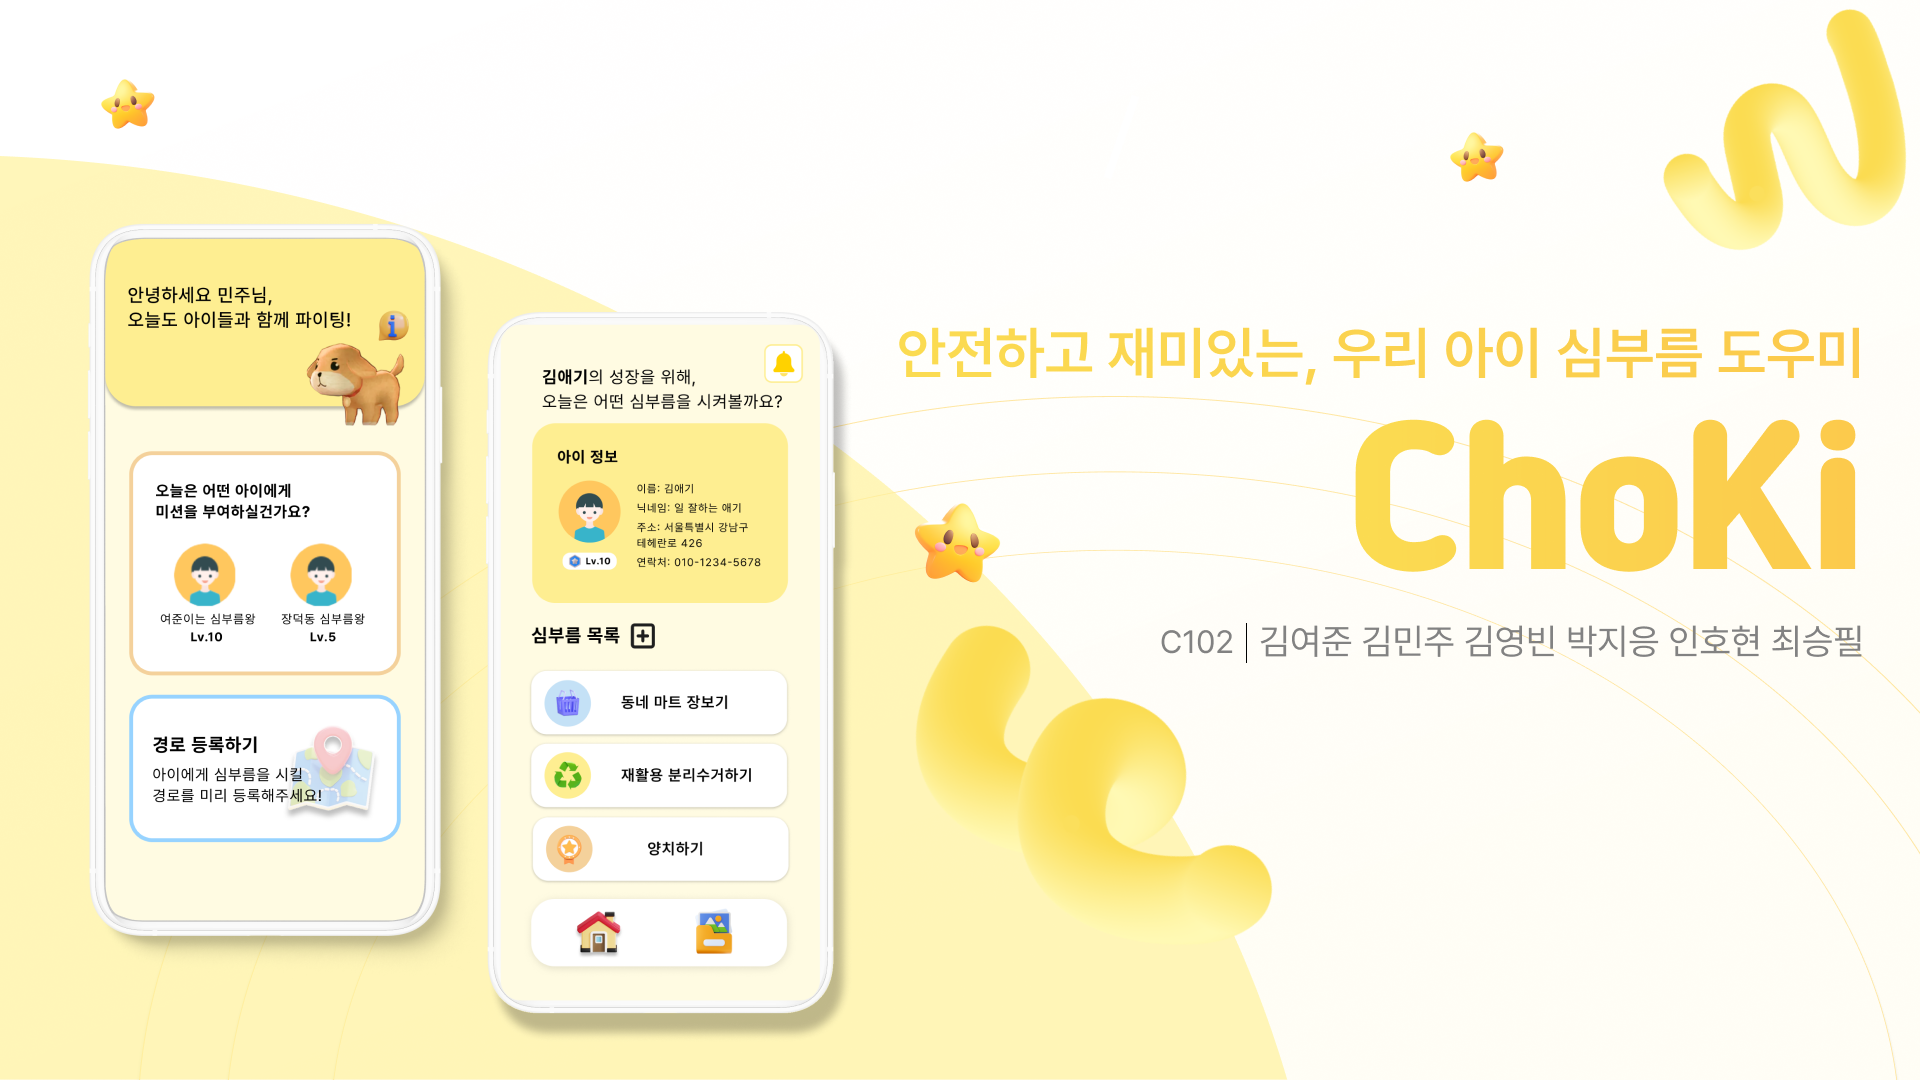 안녕하세요 민주님,
오늘도 아이들과 함께 파이팅!
오늘은 어떤 아이에게
미션을 부여하실건가요?
여준이는 심부름왕
Lv.10
장덕동 심부름왕
Lv.5
경로 등록하기
아이에게 심부름을 시킬
경로를 미리 등록해주세요!
김애기의 성장을 위해,
오늘은 어떤 심부름을 시켜볼까요?
아이 정보
이름: 김애기
닉네임: 일 잘하는 애기
주소: 서울특별시 강남구
테헤란로 426
연락처: 010-1234-5678
Lv.10
심부름 목록
동네 마트 장보기
재활용 분리수거하기
양치하기
안전하고 재미있는, 우리 아이 심부름 도우미
ChoKi
C102 | 김여준 김민주 김영빈 박지응 인호현 최승필